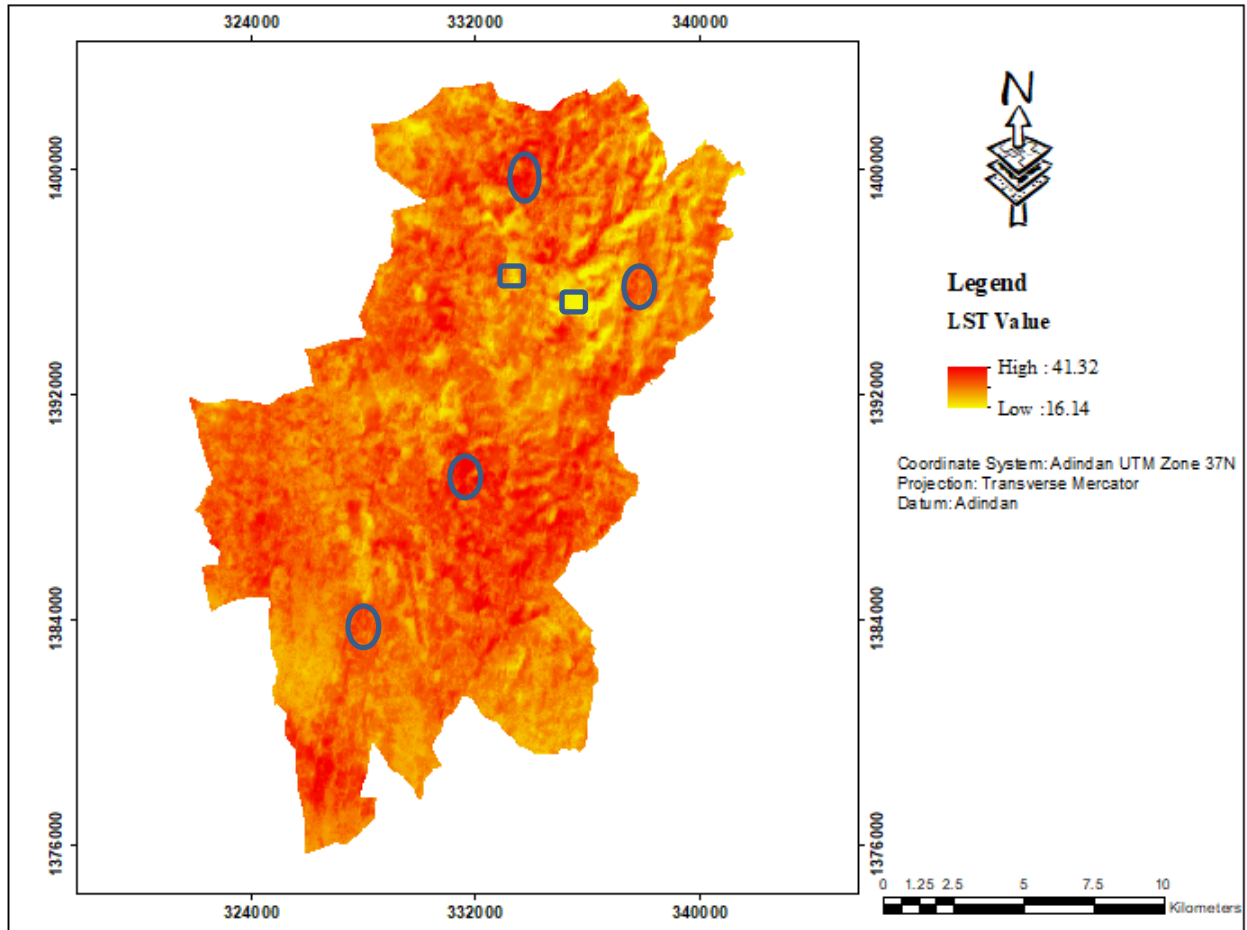 324000 332000 340000
N
1400000 1400000
1392000 1392000
1384000 1384000
1376000 1376000
Legend
LST Value
High : 41.32
Low :16.14
Coordinate System: Adindan UTM Zone 37N
Projection: Transverse Mercator
Datum: Adindan
0 1.25 2.5 5 7.5 10
Kilometers
324000 332000 340000